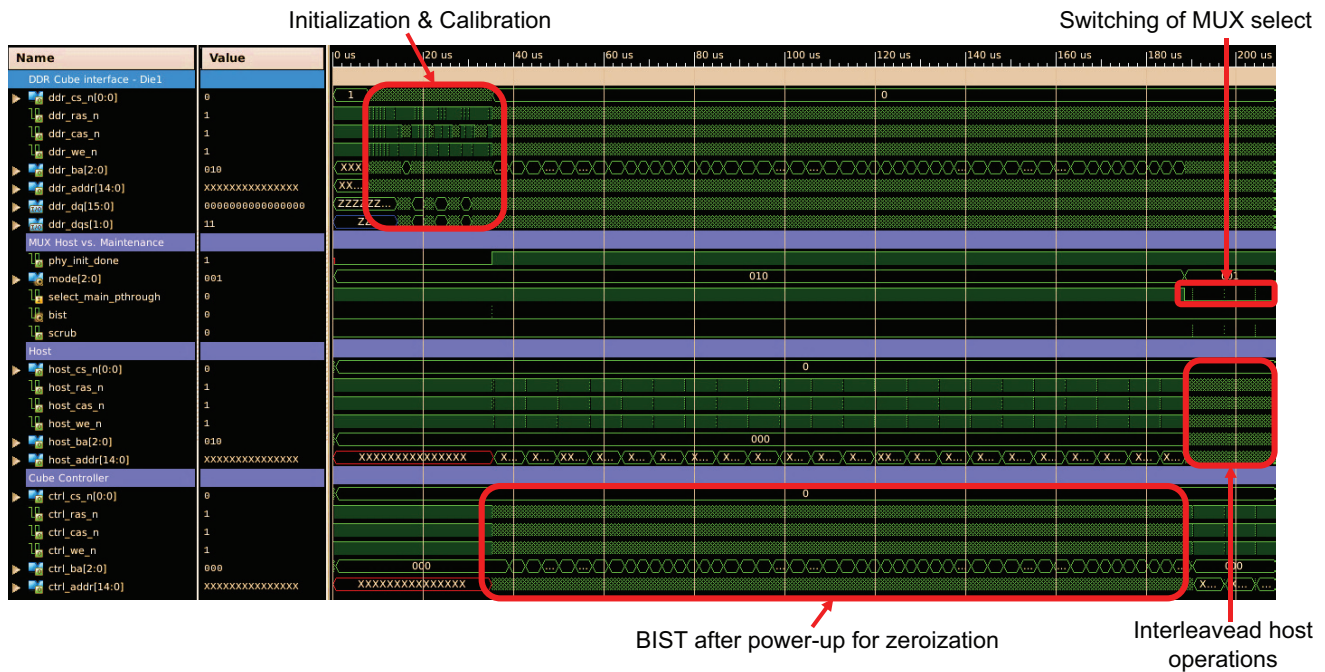 Initialization & Calibration
Switching of MUX select
Name Value 0 us 20 us 40 us 60 us 80 us 100 us 120 us 140 us 160 us 180 us 200 us
DDR Cube interface - Die1
ddr_cs_n[0:0] 0 1 0
ddr_ras_n 1
ddr_cas_n 1
ddr_we_n 1
ddr_ba[2:0] 010 XXX ... ... ... ... ... ... ... ...
ddr_addr[14:0] XXXXXXXXXXXXXXX XX...
ddr_dq[15:0] 0000000000000000 ZZZZZZ...
ddr_dqs[1:0] 11 ZZ
MUX Host vs. Maintenance
phy_init_done 1
mode[2:0] 001 010 001
select_main_pthrough 0
bist 0
scrub 0
Host
host_cs_n[0:0] 0 0
host_ras_n 1
host_cas_n 1
host_we_n 1
host_ba[2:0] 010 000
host_addr[14:0] XXXXXXXXXXXXXXX XXXXXXXXXXXXXXX X... X... XX... X... X... X... X... X... X... X... X... XX... X... X... X... X... X... X... X...
Cube Controller
ctrl_cs_n[0:0] 0 0
ctrl_ras_n 1
ctrl_cas_n 1
ctrl_we_n 1
ctrl_ba[2:0] 000 000 ... ... ... ... ... ... ... 000
ctrl_addr[14:0] XXXXXXXXXXXXXXX XXXXXXXXXXXXXXX X... X... ...
BIST after power-up for zeroization
Interleavead host
operations